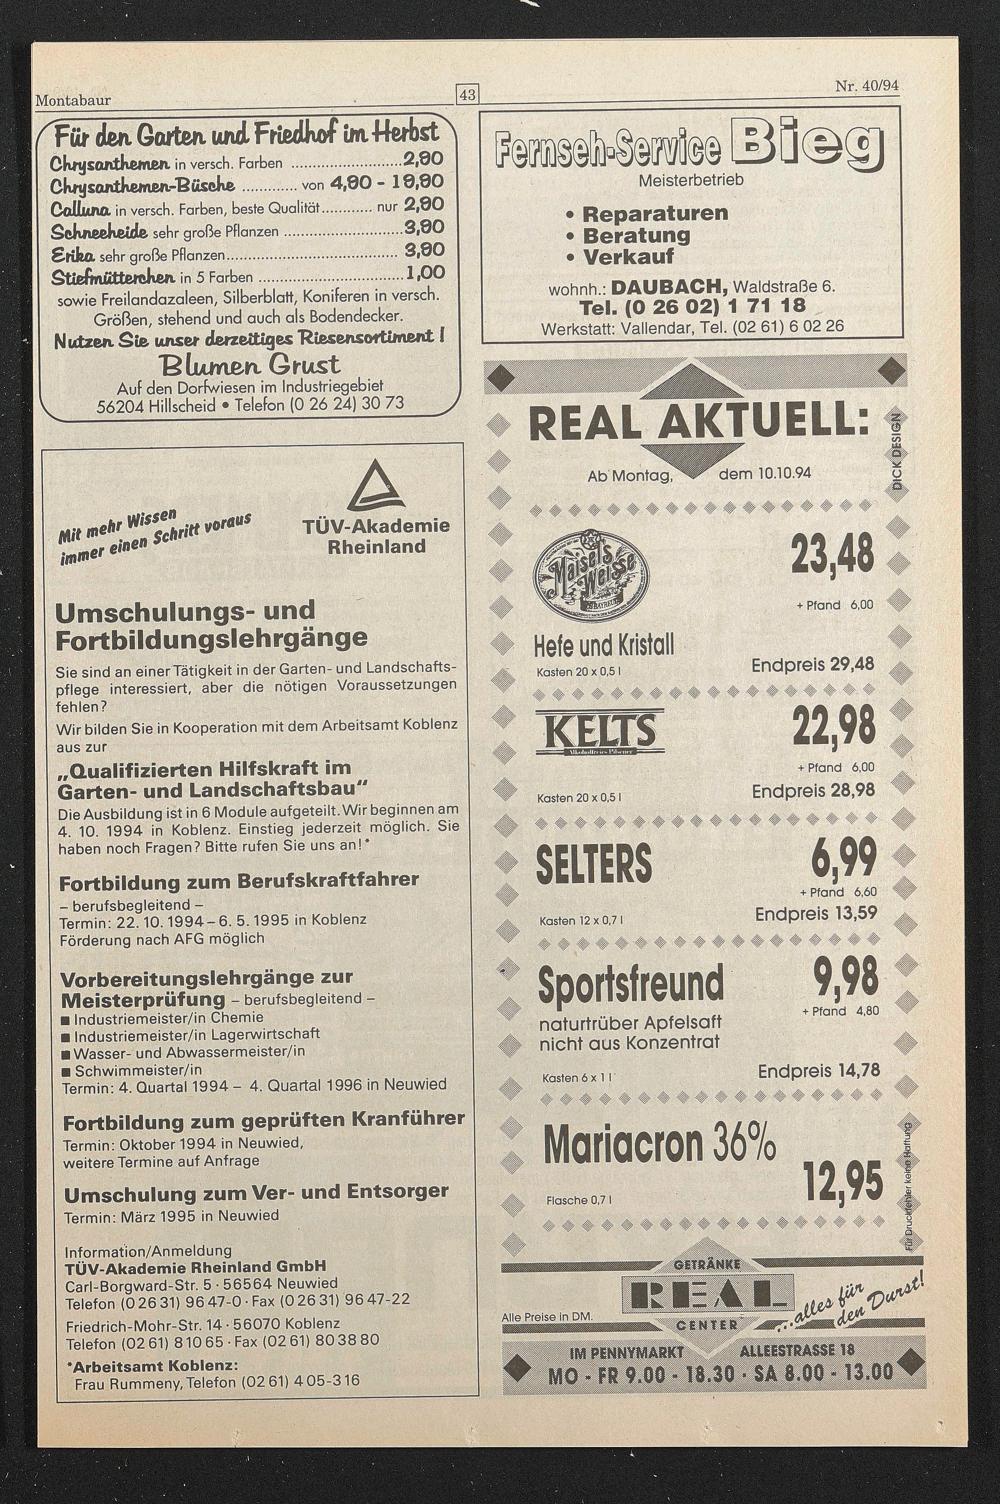 Montabaur
43
Nr. 40/94
Für den Garten und Friedhof im Herbst
Chrysanthemen in versch. Farben ........................ 2,90
Chrysanthemen-Büsche ............. von 4,90 - 19,90
Calluna in versch. Farben, beste Qualität............ nur 2,90
Schneeheide sehr große Pflanzen ........................ 3,90
Erika sehr große Pflanzen.................................. 3,90
Stiefmütterchen in 5 Farben .............................. 1,00
sowie Freilandazaleen, Silberblatt, Koniferen in versch.
Größen, stehend und auch als Bodendecker.
Nutzen Sie unser derzeitiges Riesensortiment !
Blumen Grust
Auf den Dorfwiesen im Industriegebiet
56204 Hillscheid • Telefon (0 26 24) 30 73
Mit mehr Wissen
immer einen Schritt voraus
TÜV-Akademie
Rheinland
Umschulungs- und
Fortbildungslehrgänge
Sie sind an einer Tätigkeit in der Garten- und Landschafts-
pflege interessiert, aber die nötigen Voraussetzungen
fehlen?
Wir bilden Sie in Kooperation mit dem Arbeitsamt Koblenz
aus zur
„Qualifizierten Hilfskraft im
Garten- und Landschaftsbau“
Die Ausbildung ist in 6 Module aufgeteilt. Wir beginnen am
4. 10. 1994 in Koblenz. Einstieg jederzeit möglich. Sie
haben noch Fragen? Bitte rufen Sie uns an!*
Fortbildung zum Berufskraftfahrer
– berufsbegleitend –
Termin: 22. 10. 1994 – 6. 5. 1995 in Koblenz
Förderung nach AFG möglich
Vorbereitungslehrgänge zur
Meisterprüfung – berufsbegleitend –
■ Industriemeister/in Chemie
■ Industriemeister/in Lagerwirtschaft
■ Wasser- und Abwassermeister/in
■ Schwimmeister/in
Termin: 4. Quartal 1994 – 4. Quartal 1996 in Neuwied
Fortbildung zum geprüften Kranführer
Termin: Oktober 1994 in Neuwied,
weitere Termine auf Anfrage
Umschulung zum Ver- und Entsorger
Termin: März 1995 in Neuwied
Information/Anmeldung
TÜV-Akademie Rheinland GmbH
Carl-Borgward-Str. 5 · 56564 Neuwied
Telefon (0 26 31) 96 47-0 · Fax (0 26 31) 96 47-22
Friedrich-Mohr-Str. 14 · 56070 Koblenz
Telefon (02 61) 8 10 65 · Fax (02 61) 80 38 80
*Arbeitsamt Koblenz:
Frau Rummeny, Telefon (02 61) 4 05-3 16
Fernseh-Service Bieg
Meisterbetrieb
• Reparaturen
• Beratung
• Verkauf
wohnh.: DAUBACH, Waldstraße 6.
Tel. (0 26 02) 1 71 18
Werkstatt: Vallendar, Tel. (02 61) 6 02 26
REAL AKTUELL:
Ab Montag, dem 10.10.94
DICK DESIGN
Maisel's Weisse
BAYREUTH
23,48
+ Pfand 6,00
Hefe und Kristall
Kasten 20 x 0,5 l
Endpreis 29,48
KELTS
Alkoholfreies Pilsener
22,98
+ Pfand 6,00
Kasten 20 x 0,5 l
Endpreis 28,98
SELTERS
6,99
+ Pfand 6,60
Kasten 12 x 0,7 l
Endpreis 13,59
Sportsfreund
9,98
+ Pfand 4,80
naturtrüber Apfelsaft
nicht aus Konzentrat
Kasten 6 x 1 l
Endpreis 14,78
Mariacron 36%
12,95
Flasche 0,7 l
Für Druckfehler keine Haftung
GETRÄNKE
REAL
CENTER
Alle Preise in DM.
...alles für
den Durst!
IM PENNYMARKT ALLEESTRASSE 18
MO - FR 9.00 - 18.30 · SA 8.00 - 13.00